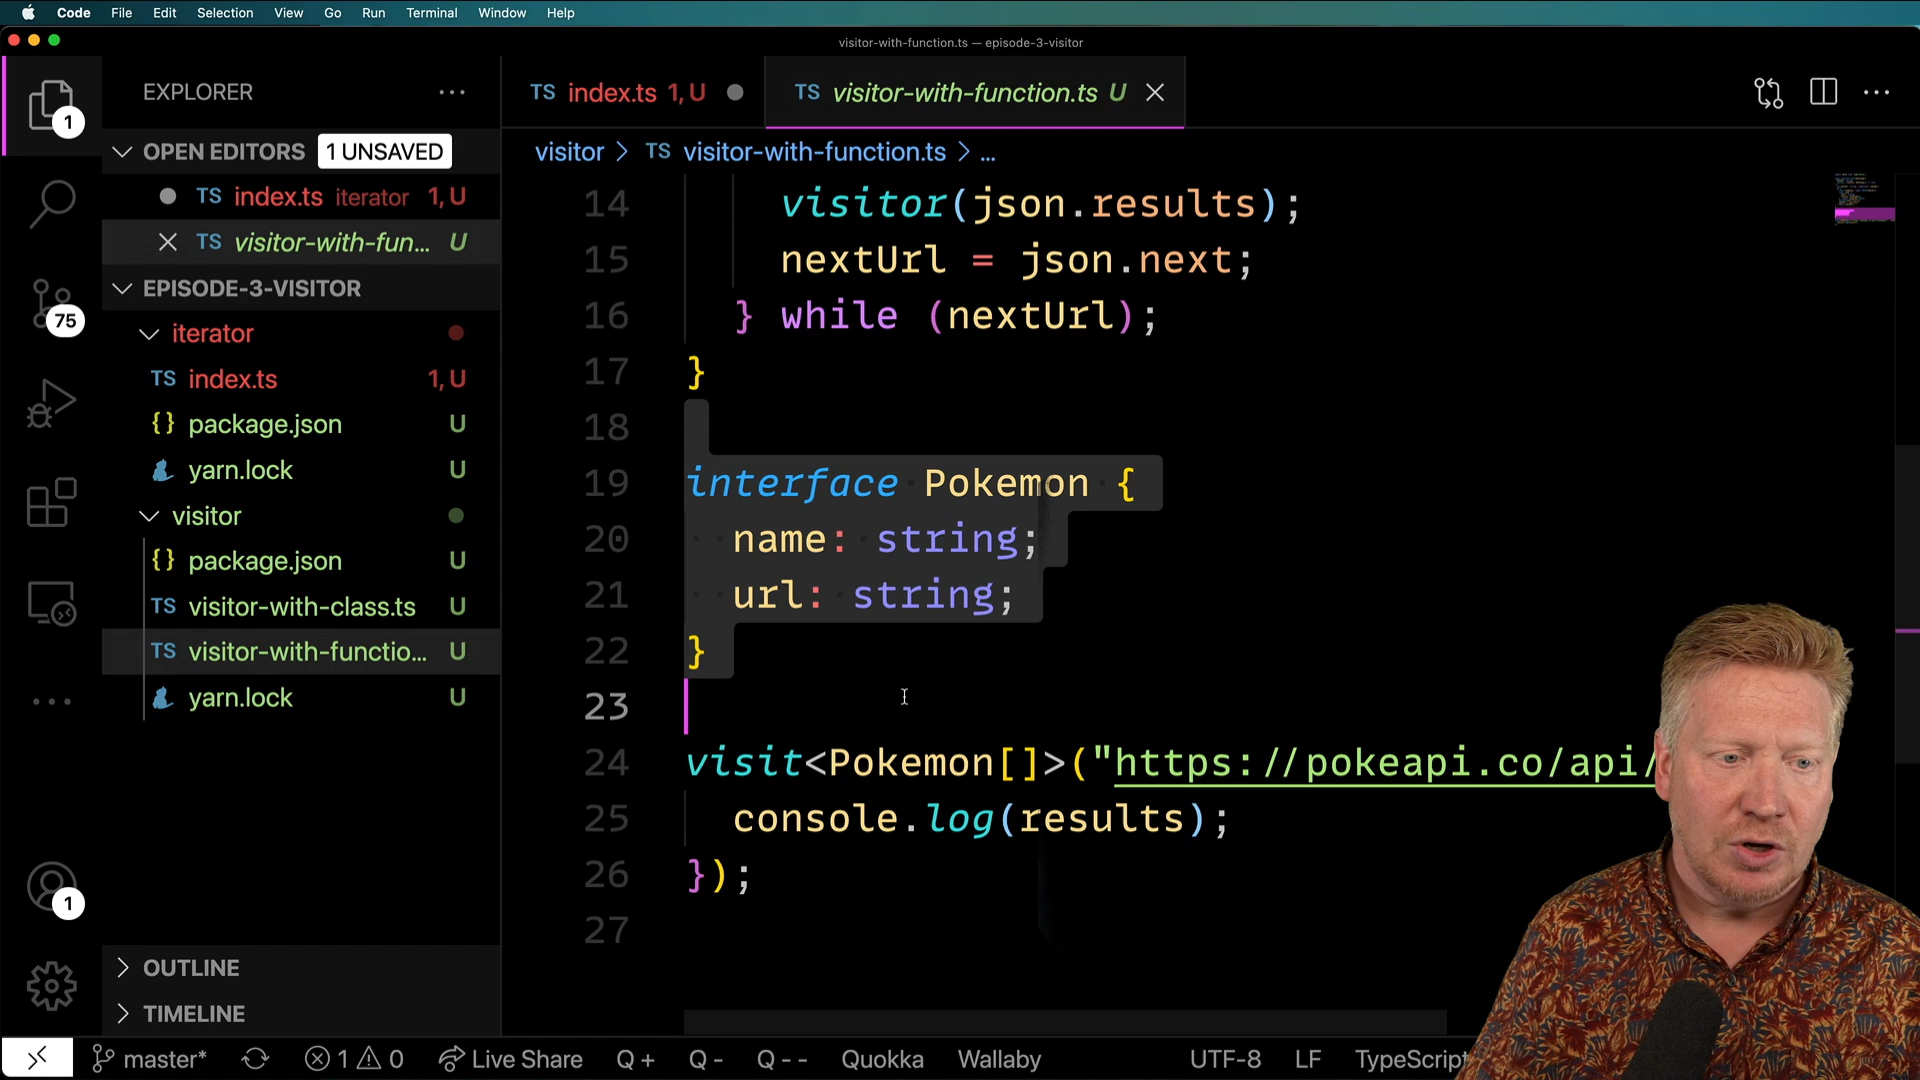 Code File Edit Selection View Go Run Terminal Window Help
visitor-with-function.ts — episode-3-visitor
EXPLORER ···
TS index.ts 1, U
TS visitor-with-function.ts U
1
OPEN EDITORS 1 UNSAVED
visitor > TS visitor-with-function.ts > ...
TS index.ts iterator 1, U
TS visitor-with-fun... U
EPISODE-3-VISITOR
75
iterator
TS index.ts 1, U
{} package.json U
yarn.lock U
visitor
{} package.json U
TS visitor-with-class.ts U
TS visitor-with-functio... U
yarn.lock U
1
OUTLINE
TIMELINE
14 visitor(json.results);
15 nextUrl = json.next;
16 } while (nextUrl);
17 }
18
19 interface Pokemon {
20 name: string;
21 url: string;
22 }
23
24 visit<Pokemon[]>("https://pokeapi.co/api/
25 console.log(results);
26 });
27
master* 1 0 Live Share Q+ Q- Q-- Quokka Wallaby UTF-8 LF TypeScript